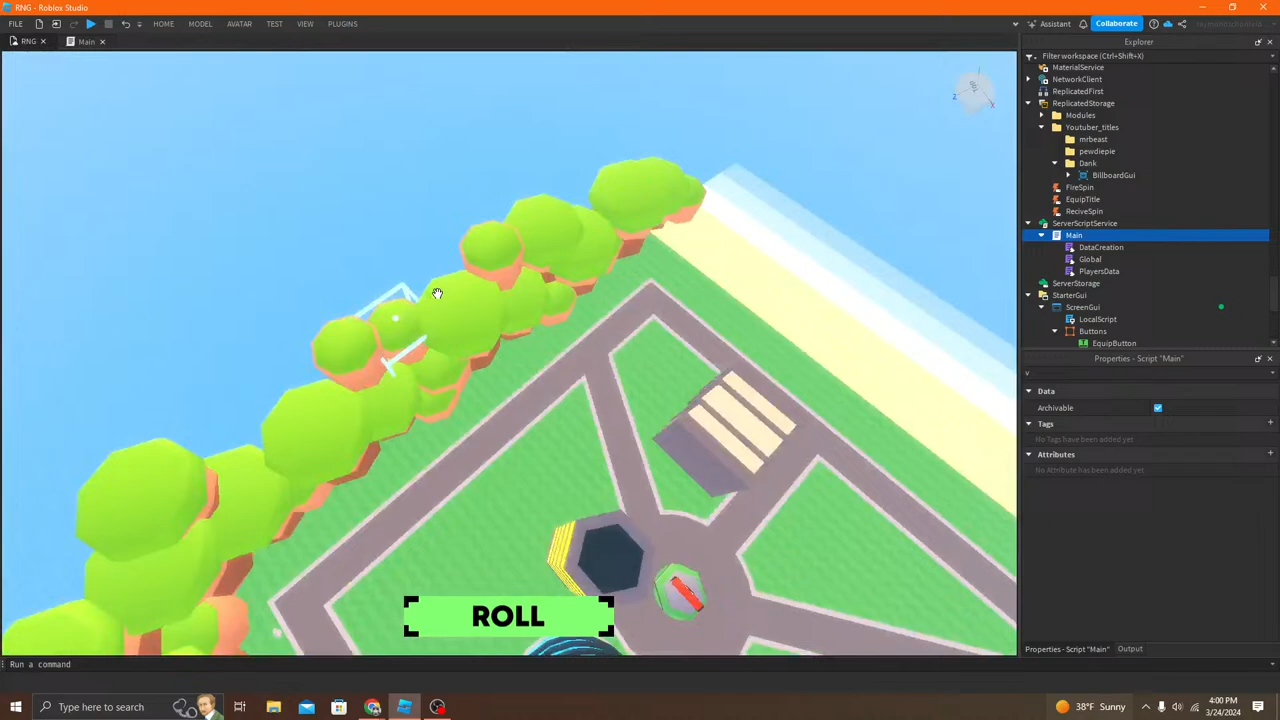 RNG - Roblox Studio
FILE HOME MODEL AVATAR TEST VIEW PLUGINS Assistant Collaborate
RNG Main
Explorer
Filter workspace (Ctrl+Shift+X)
MaterialService
NetworkClient
ReplicatedFirst
ReplicatedStorage
Modules
Youtuber_titles
mrbeast
pewdiepie
Dank
BillboardGui
FireSpin
EquipTitle
ReciveSpin
ServerScriptService
Main
DataCreation
Global
PlayersData
ServerStorage
StarterGui
ScreenGui
LocalScript
Buttons
EquipButton
Properties - Script "Main"
v
Data
Archivable
Tags
No Tags have been added yet
Attributes
No Attribute has been added yet
Z
X
ROLL
Properties - Script "Main" Output
Run a command
Type here to search
38°F Sunny
4:00 PM
3/24/2024